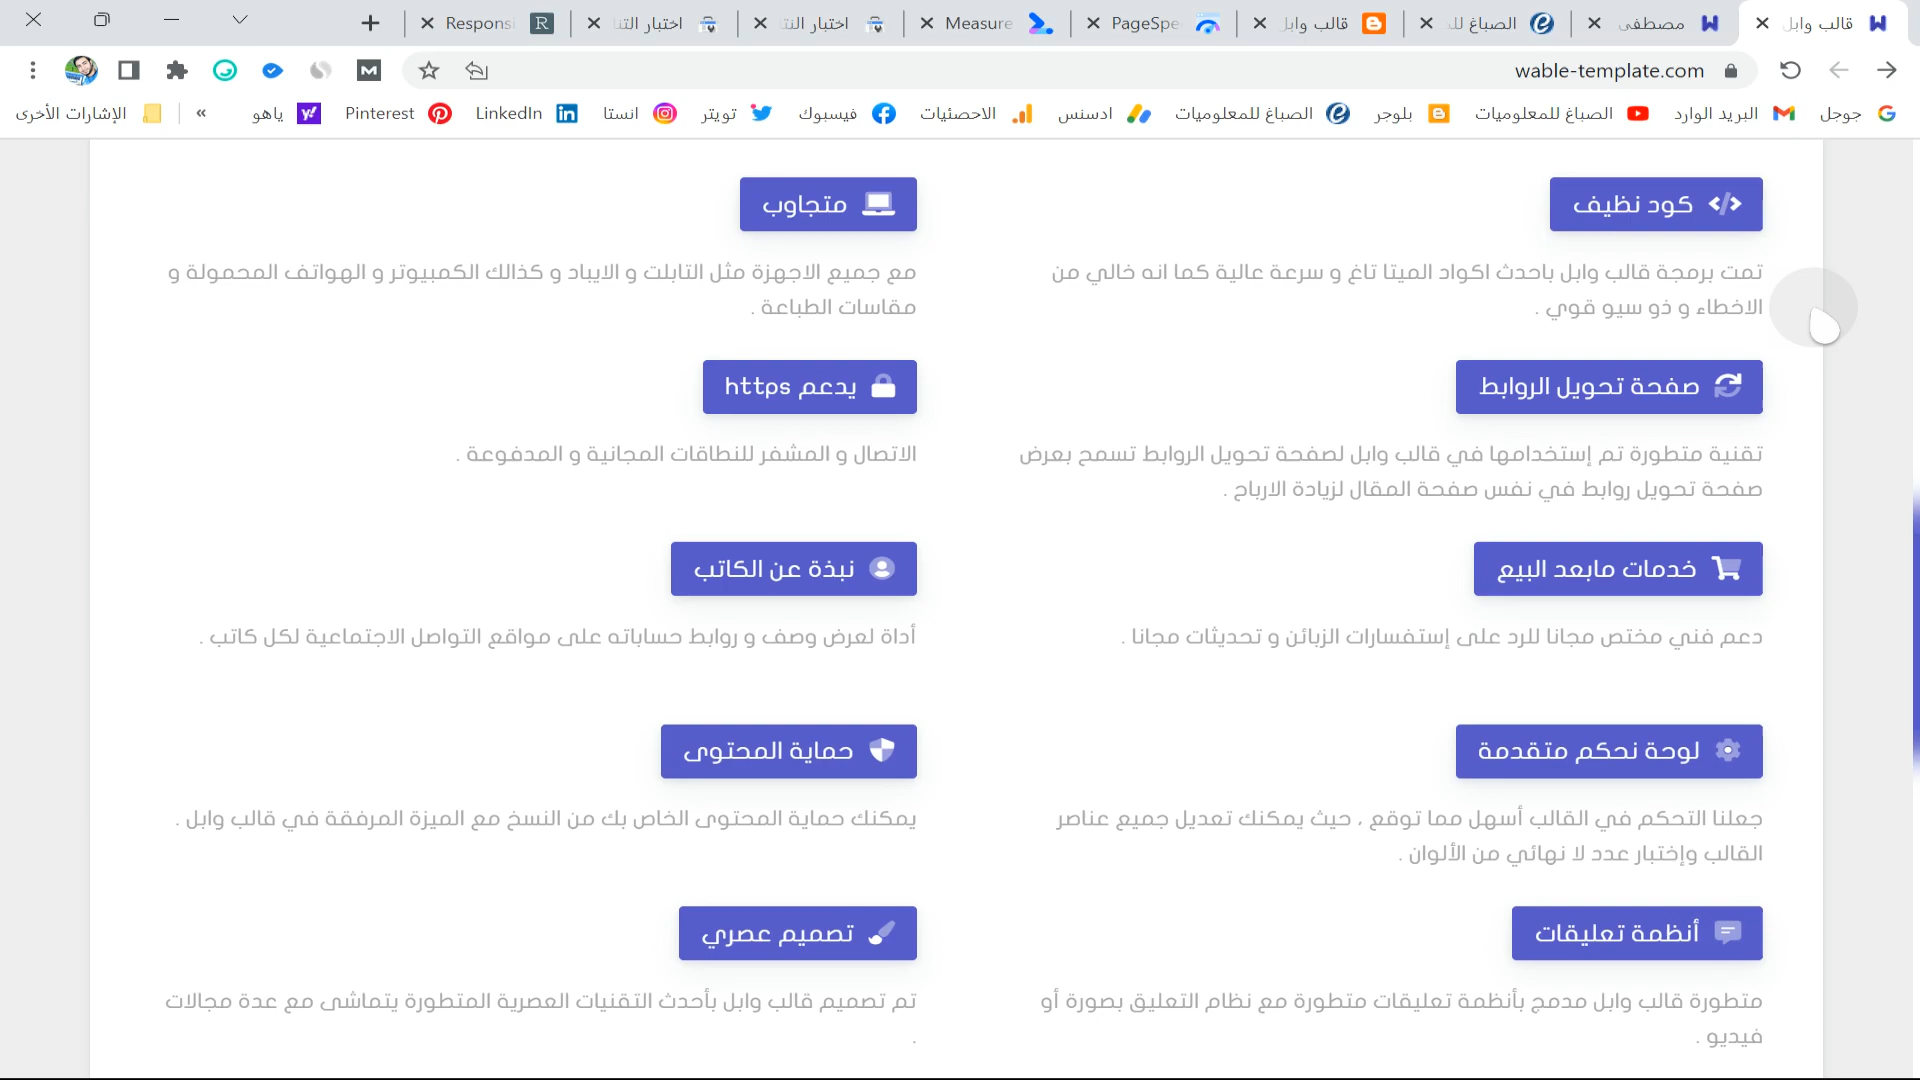 قالب وابل
مصطفى
الصباغ للم
قالب وابل
PageSpe
Measure
اختبار النتا
اختبار التنا
Respons
wable-template.com
جوجل
البريد الوارد
الصباغ للمعلوميات
بلوجر
الصباغ للمعلوميات
ادسنس
الاحصئيات
فيسبوك
تويتر
انستا
LinkedIn
Pinterest
ياهو
»
الإشارات الأخرى
كود نظيف
تمت برمجة قالب وابل باحدث اكواد الميتا تاغ و سرعة عالية كما انه خالي من
الاخطاء و ذو سيو قوي .
متجاوب
مع جميع الاجهزة مثل التابلت و الايباد و كذالك الكمبيوتر و الهواتف المحمولة و
مقاسات الطباعة .
صفحة تحويل الروابط
تقنية متطورة تم إستخدامها في قالب وابل لصفحة تحويل الروابط تسمح بعرض
صفحة تحويل روابط في نفس صفحة المقال لزيادة الارباح .
يدعم https
الاتصال و المشفر للنطاقات المجانية و المدفوعة .
خدمات مابعد البيع
دعم فني مختص مجانا للرد على إستفسارات الزبائن و تحديثات مجانا .
نبذة عن الكاتب
أداة لعرض وصف و روابط حساباته على مواقع التواصل الاجتماعية لكل كاتب .
لوحة نحكم متقدمة
جعلنا التحكم في القالب أسهل مما توقع ، حيث يمكنك تعديل جميع عناصر
القالب وإختبار عدد لا نهائي من الألوان .
حماية المحتوى
يمكنك حماية المحتوى الخاص بك من النسخ مع الميزة المرفقة في قالب وابل .
أنظمة تعليقات
متطورة قالب وابل مدمج بأنظمة تعليقات متطورة مع نظام التعليق بصورة أو
فيديو .
تصميم عصري
تم تصميم قالب وابل بأحدث التقنيات العصرية المتطورة يتماشى مع عدة مجالات
.